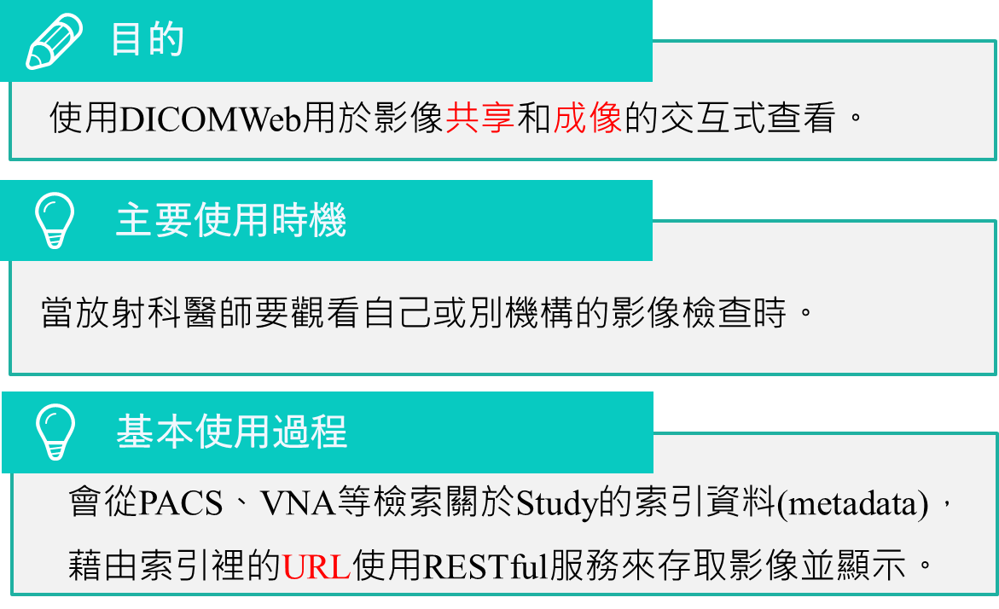 目的
使用DICOMWeb用於影像共享和成像的交互式查看。
主要使用時機
當放射科醫師要觀看自己或別機構的影像檢查時。
基本使用過程
會從PACS、VNA等檢索關於Study的索引資料(metadata)，
藉由索引裡的URL使用RESTful服務來存取影像並顯示。